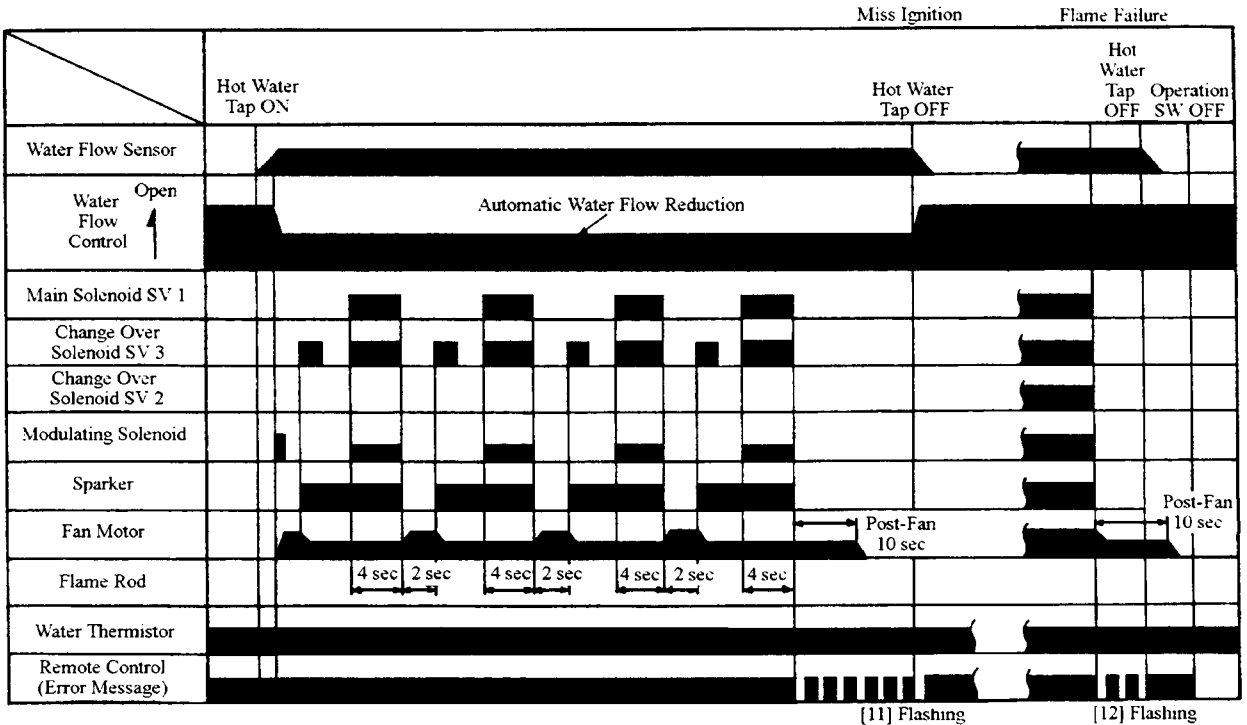 Miss Ignition Flame Failure
Hot Water Tap ON
Hot Water Tap OFF
Hot Water Tap OFF
Operation SW OFF
Water Flow Sensor
Water Flow Control
Open
Automatic Water Flow Reduction
Main Solenoid SV 1
Change Over Solenoid SV 3
Change Over Solenoid SV 2
Modulating Solenoid
Sparker
Fan Motor
Post-Fan 10 sec
Post-Fan 10 sec
Flame Rod
4 sec 2 sec 4 sec 2 sec 4 sec 2 sec 4 sec
Water Thermistor
Remote Control (Error Message)
[11] Flashing [12] Flashing